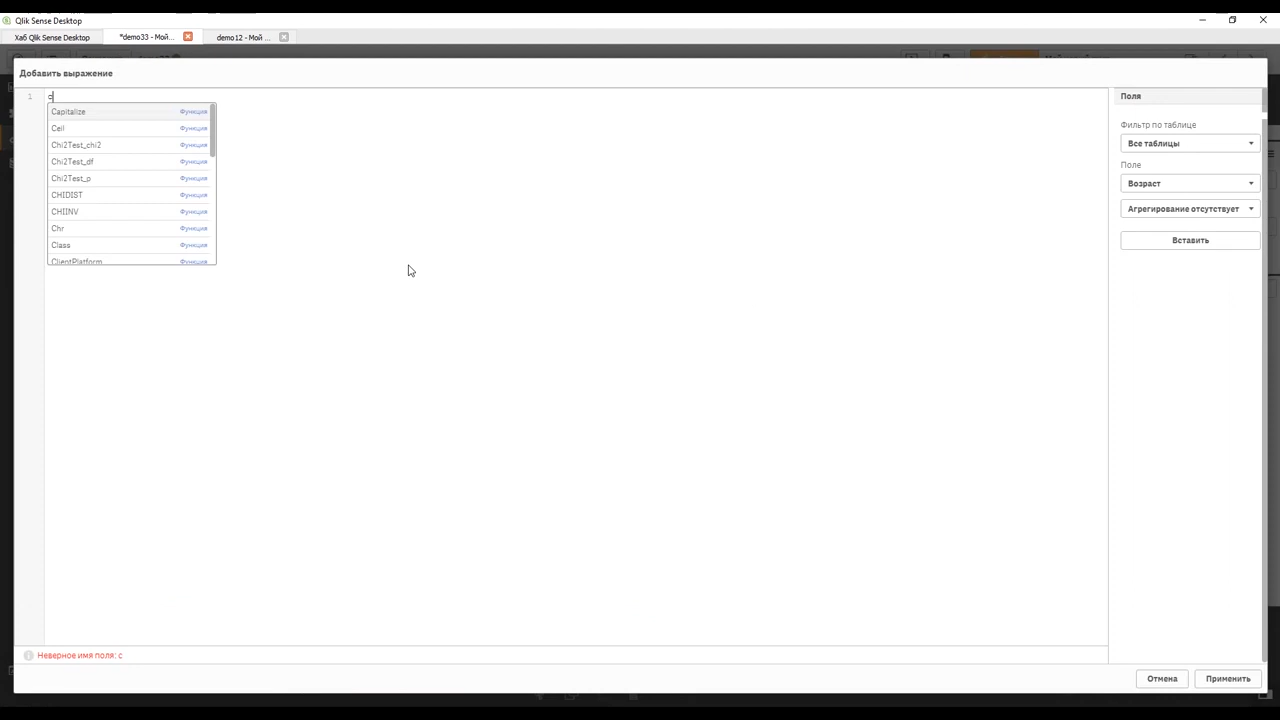 Qlik Sense Desktop
Хаб Qlik Sense Desktop
*demo33 - Мой...
demo12 - Мой ...
Добавить выражение
1
c
Capitalize Функция
Ceil Функция
Chi2Test_chi2 Функция
Chi2Test_df Функция
Chi2Test_p Функция
CHIDIST Функция
CHIINV Функция
Chr Функция
Class Функция
ClientPlatform Функция
Поля
Фильтр по таблице
Все таблицы
Поле
Возраст
Агрегирование отсутствует
Вставить
Неверное имя поля: c
Отмена
Применить